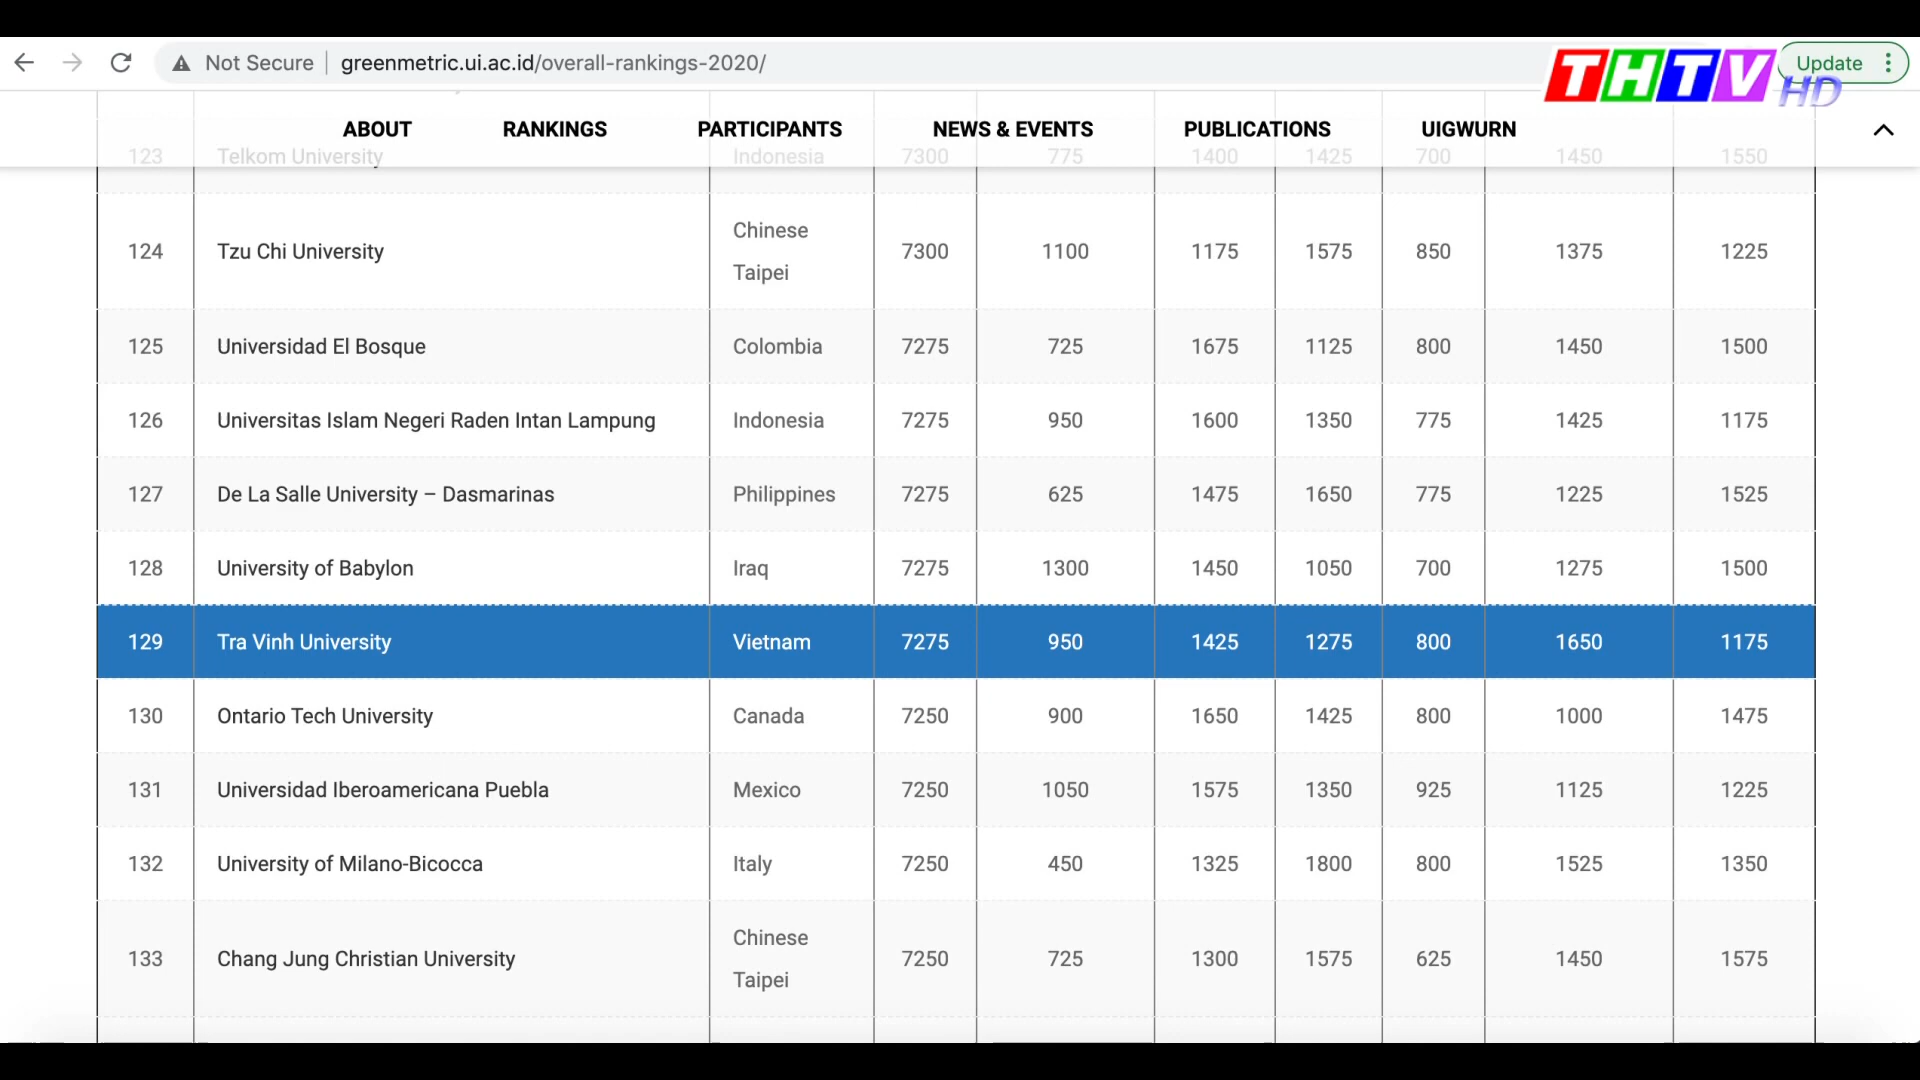 Not Secure greenmetric.ui.ac.id/overall-rankings-2020/
THTV HD
Update
ABOUT RANKINGS PARTICIPANTS NEWS & EVENTS PUBLICATIONS UIGWURN
123 Telkom University Indonesia 7300 775 1400 1425 700 1450 1550
124 Tzu Chi University Chinese Taipei 7300 1100 1175 1575 850 1375 1225
125 Universidad El Bosque Colombia 7275 725 1675 1125 800 1450 1500
126 Universitas Islam Negeri Raden Intan Lampung Indonesia 7275 950 1600 1350 775 1425 1175
127 De La Salle University – Dasmarinas Philippines 7275 625 1475 1650 775 1225 1525
128 University of Babylon Iraq 7275 1300 1450 1050 700 1275 1500
129 Tra Vinh University Vietnam 7275 950 1425 1275 800 1650 1175
130 Ontario Tech University Canada 7250 900 1650 1425 800 1000 1475
131 Universidad Iberoamericana Puebla Mexico 7250 1050 1575 1350 925 1125 1225
132 University of Milano-Bicocca Italy 7250 450 1325 1800 800 1525 1350
133 Chang Jung Christian University Chinese Taipei 7250 725 1300 1575 625 1450 1575